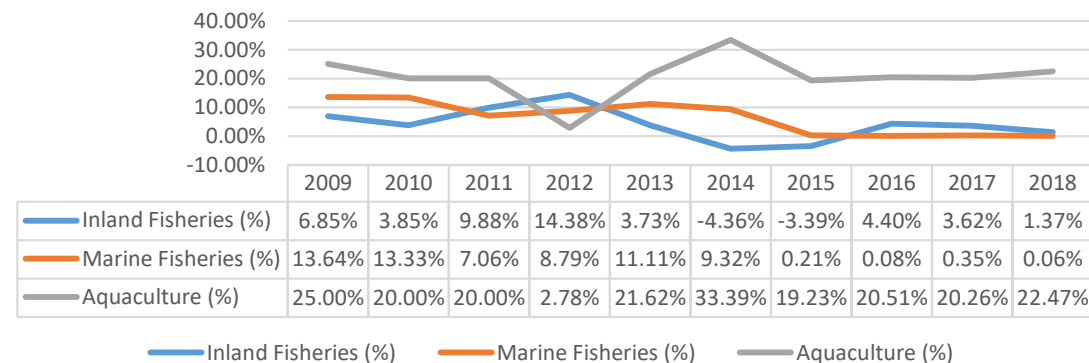 40.00%
30.00%
20.00%
10.00%
0.00%
-10.00%
2009 2010 2011 2012 2013 2014 2015 2016 2017 2018
Inland Fisheries (%) 6.85% 3.85% 9.88% 14.38% 3.73% -4.36% -3.39% 4.40% 3.62% 1.37%
Marine Fisheries (%) 13.64% 13.33% 7.06% 8.79% 11.11% 9.32% 0.21% 0.08% 0.35% 0.06%
Aquaculture (%) 25.00% 20.00% 20.00% 2.78% 21.62% 33.39% 19.23% 20.51% 20.26% 22.47%
Inland Fisheries (%) Marine Fisheries (%) Aquaculture (%)